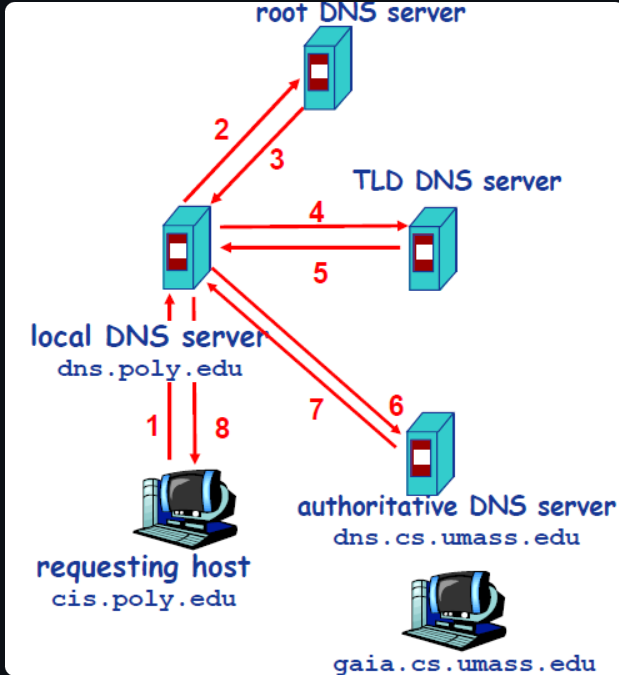 root DNS server
2
3
TLD DNS server
4
5
local DNS server
dns.poly.edu
6
7
1
8
authoritative DNS server
dns.cs.umass.edu
requesting host
cis.poly.edu
gaia.cs.umass.edu